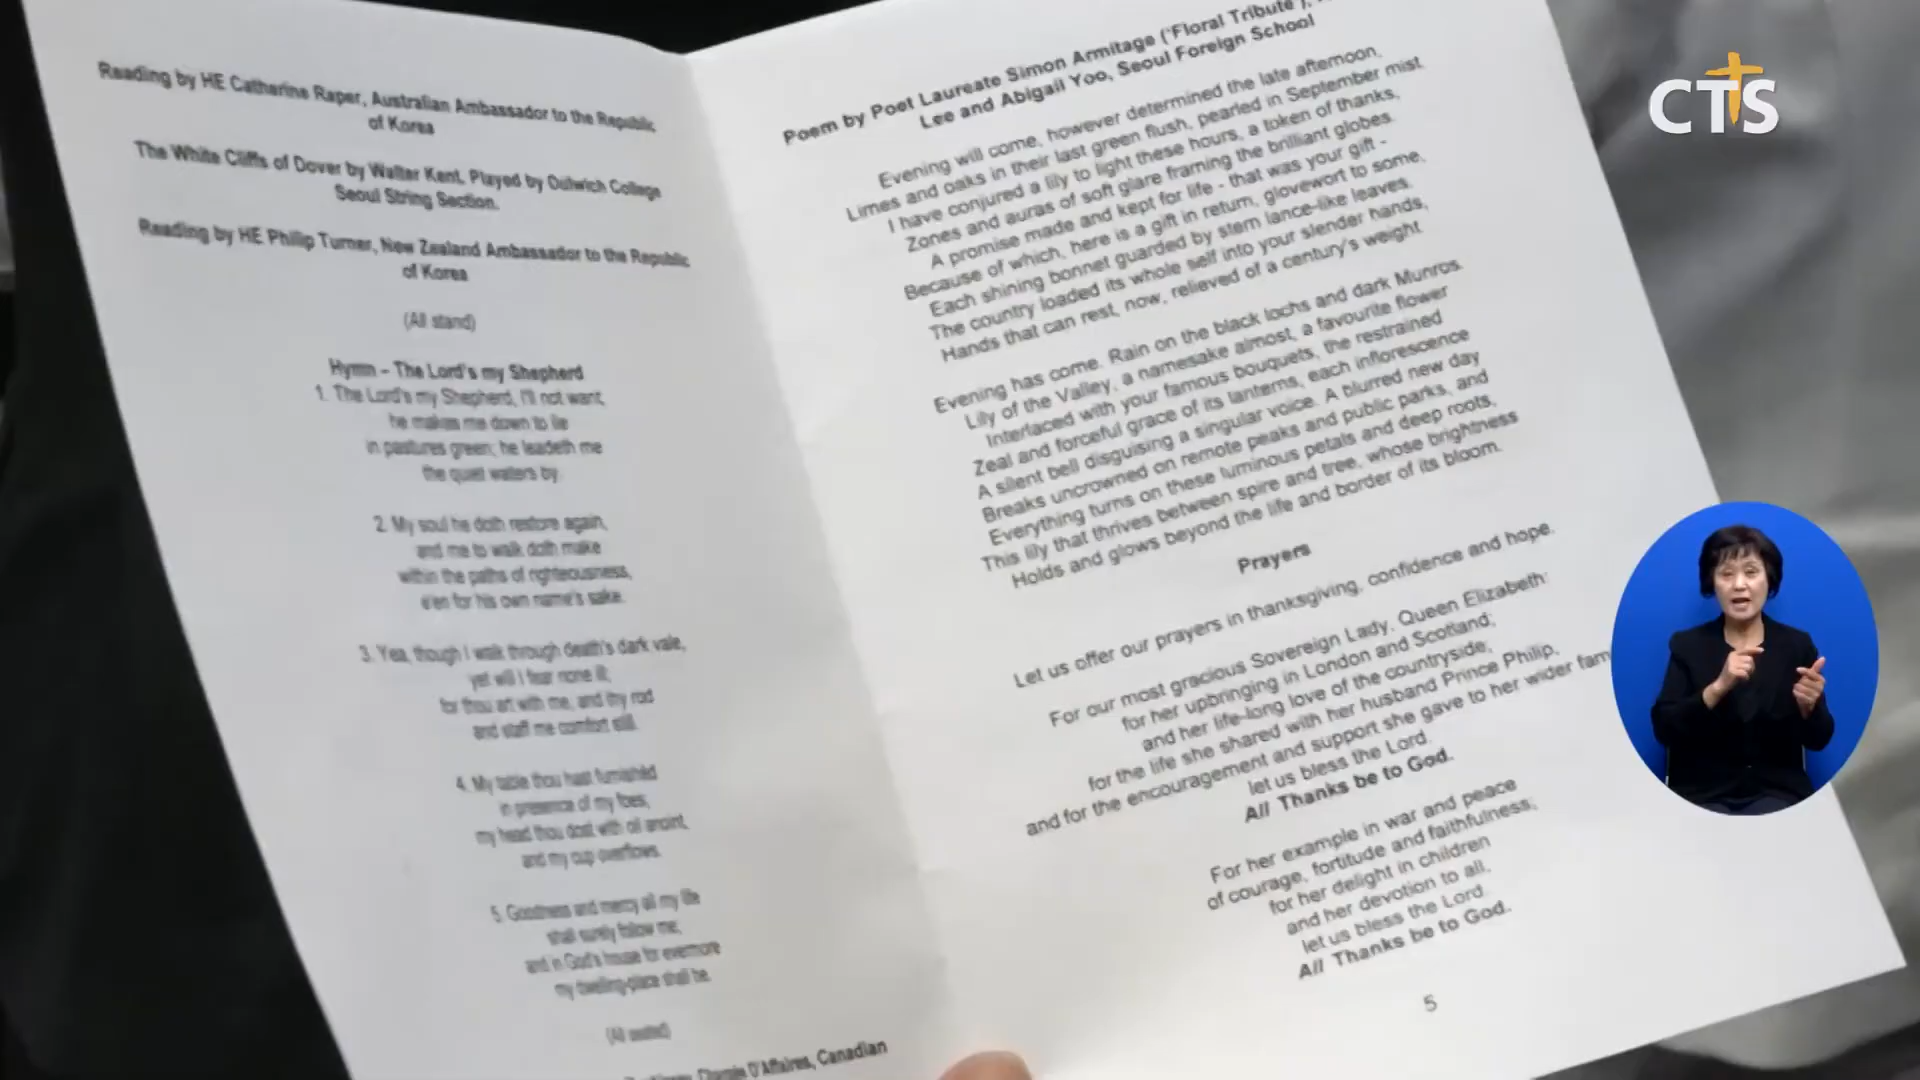 Reading by HE Catherine Raper, Australian Ambassador to the Republic
of Korea
The White Cliffs of Dover by Walter Kent, Played by Dulwich College
Seoul String Section.
Reading by HE Philip Turner, New Zealand Ambassador to the Republic
of Korea
(All stand)
Hymn – The Lord's my Shepherd
1. The Lord's my Shepherd, I'll not want,
he makes me down to lie
in pastures green; he leadeth me
the quiet waters by.
2. My soul he doth restore again,
and me to walk doth make
within the paths of righteousness,
e'en for his own name's sake.
3. Yea, though I walk through death's dark vale,
yet will I fear none ill;
for thou art with me, and thy rod
and staff me comfort still.
4. My table thou hast furnishèd
in presence of my foes;
my head thou dost with oil anoint,
and my cup overflows.
5. Goodness and mercy all my life
shall surely follow me;
and in God's house for evermore
my dwelling-place shall be.
(All seated)
D'Affaires, Canadian
Poem by Poet Laureate Simon Armitage ('Floral Tribute'),
Lee and Abigail Yoo, Seoul Foreign School
Evening will come, however determined the late afternoon,
Limes and oaks in their last green flush, pearled in September mist.
I have conjured a lily to light these hours, a token of thanks,
Zones and auras of soft glare framing the brilliant globes.
A promise made and kept for life - that was your gift -
Because of which, here is a gift in return, glovewort to some,
Each shining bonnet guarded by stern lance-like leaves.
The country loaded its whole self into your slender hands,
Hands that can rest, now, relieved of a century's weight.
Evening has come. Rain on the black lochs and dark Munros.
Lily of the Valley, a namesake almost, a favourite flower
Interlaced with your famous bouquets, the restrained
Zeal and forceful grace of its lanterns, each inflorescence
A silent bell disguising a singular voice. A blurred new day
Breaks uncrowned on remote peaks and public parks, and
Everything turns on these luminous petals and deep roots,
This lily that thrives between spire and tree, whose brightness
Holds and glows beyond the life and border of its bloom.
Prayers
Let us offer our prayers in thanksgiving, confidence and hope.
For our most gracious Sovereign Lady, Queen Elizabeth:
for her upbringing in London and Scotland;
and her life-long love of the countryside;
for the life she shared with her husband Prince Philip,
and for the encouragement and support she gave to her wider fam
let us bless the Lord.
All Thanks be to God.
For her example in war and peace
of courage, fortitude and faithfulness;
for her delight in children
and her devotion to all,
let us bless the Lord.
All Thanks be to God.
5
CTS